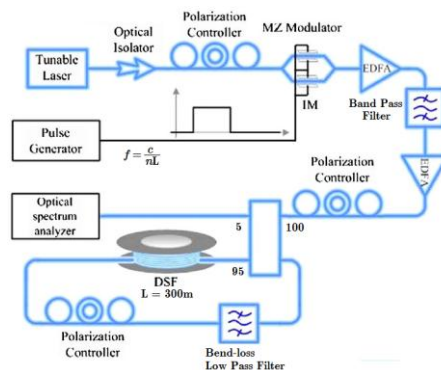 Optical
Isolator
Polarization
Controller
MZ Modulator
Tunable
Laser
EDFA
IM
Band Pass
Filter
Pulse
Generator
f = c/nL
EDFA
Polarization
Controller
Optical
spectrum
analyzer
5
100
95
DSF
L = 300m
Polarization
Controller
Bend-loss
Low Pass Filter